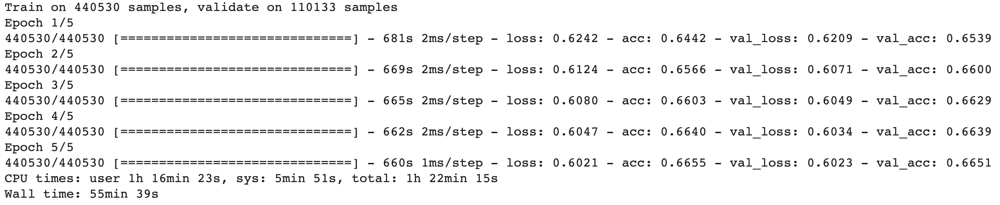 Train on 440530 samples, validate on 110133 samples
Epoch 1/5
440530/440530 [==============================] - 681s 2ms/step - loss: 0.6242 - acc: 0.6442 - val_loss: 0.6209 - val_acc: 0.6539
Epoch 2/5
440530/440530 [==============================] - 669s 2ms/step - loss: 0.6124 - acc: 0.6566 - val_loss: 0.6071 - val_acc: 0.6600
Epoch 3/5
440530/440530 [==============================] - 665s 2ms/step - loss: 0.6080 - acc: 0.6603 - val_loss: 0.6049 - val_acc: 0.6629
Epoch 4/5
440530/440530 [==============================] - 662s 2ms/step - loss: 0.6047 - acc: 0.6640 - val_loss: 0.6034 - val_acc: 0.6639
Epoch 5/5
440530/440530 [==============================] - 660s 1ms/step - loss: 0.6021 - acc: 0.6655 - val_loss: 0.6023 - val_acc: 0.6651
CPU times: user 1h 16min 23s, sys: 5min 51s, total: 1h 22min 15s
Wall time: 55min 39s